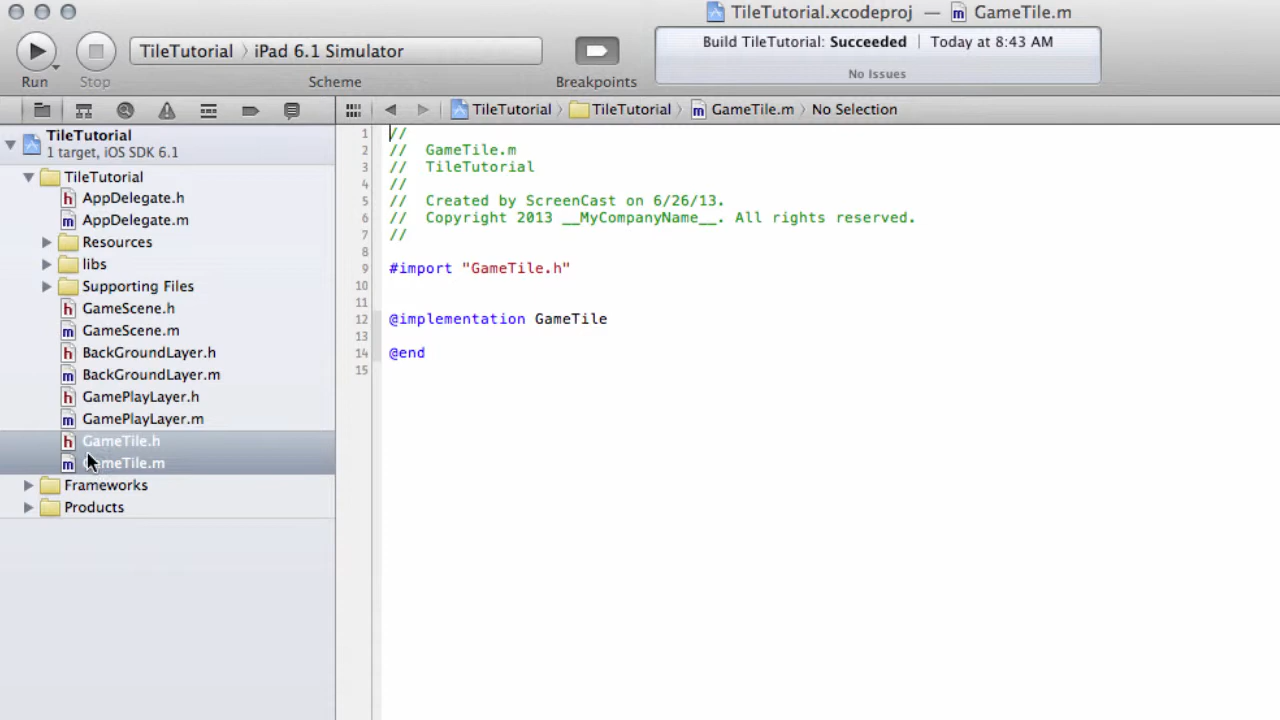 TileTutorial.xcodeproj — GameTile.m
TileTutorial 〉 iPad 6.1 Simulator
Build TileTutorial: Succeeded | Today at 8:43 AM
No Issues
Run
Stop
Scheme
Breakpoints
TileTutorial 〉 TileTutorial 〉 GameTile.m 〉 No Selection
TileTutorial
1 target, iOS SDK 6.1
TileTutorial
h AppDelegate.h
m AppDelegate.m
Resources
libs
Supporting Files
h GameScene.h
m GameScene.m
h BackGroundLayer.h
m BackGroundLayer.m
h GamePlayLayer.h
m GamePlayLayer.m
h GameTile.h
m GameTile.m
Frameworks
Products
1 //
2 // GameTile.m
3 // TileTutorial
4 //
5 // Created by ScreenCast on 6/26/13.
6 // Copyright 2013 __MyCompanyName__. All rights reserved.
7 //
8
9 #import "GameTile.h"
10
11
12 @implementation GameTile
13
14 @end
15